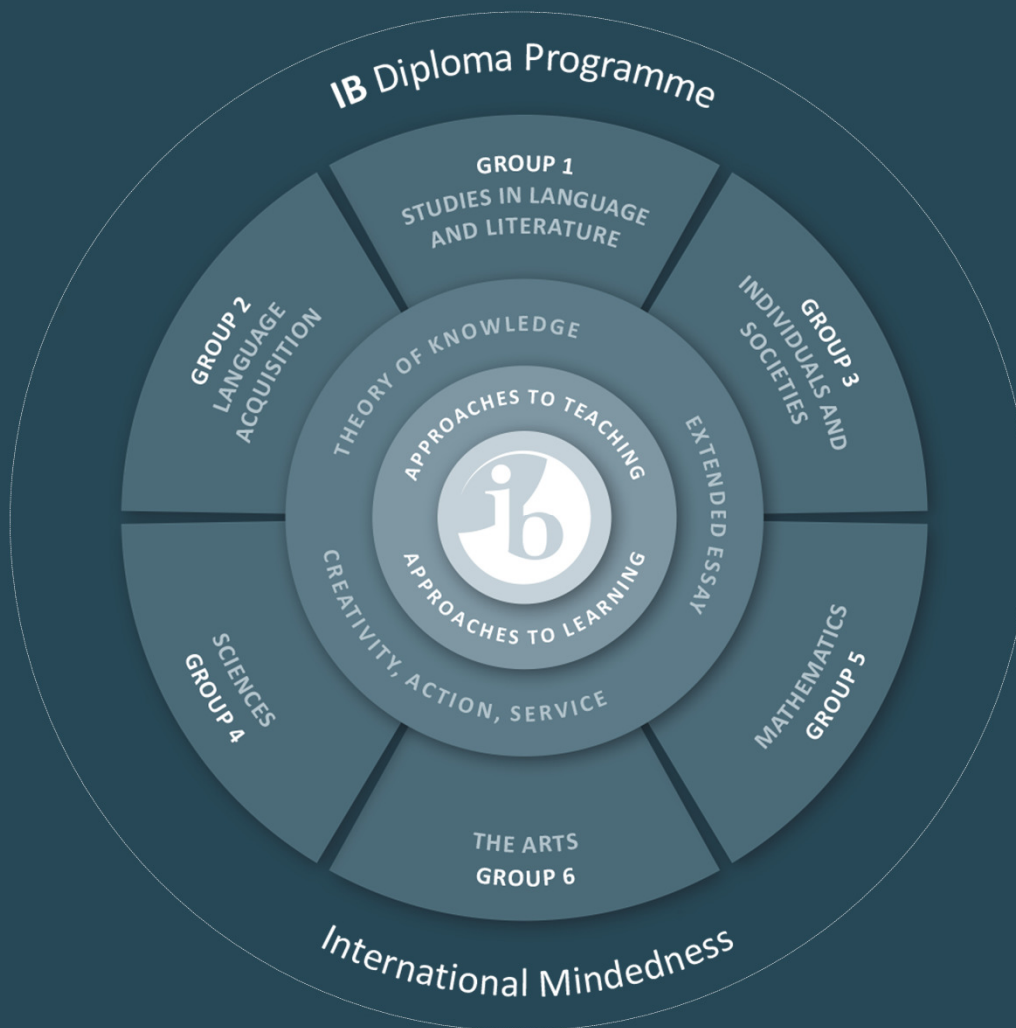 IB Diploma Programme
GROUP 1
STUDIES IN LANGUAGE
AND LITERATURE
GROUP 2
LANGUAGE
ACQUISITION
GROUP 3
INDIVIDUALS AND
SOCIETIES
THEORY OF KNOWLEDGE
EXTENDED ESSAY
APPROACHES TO TEACHING
ib
APPROACHES TO LEARNING
CREATIVITY, ACTION, SERVICE
SCIENCES
GROUP 4
MATHEMATICS
GROUP 5
THE ARTS
GROUP 6
International Mindedness